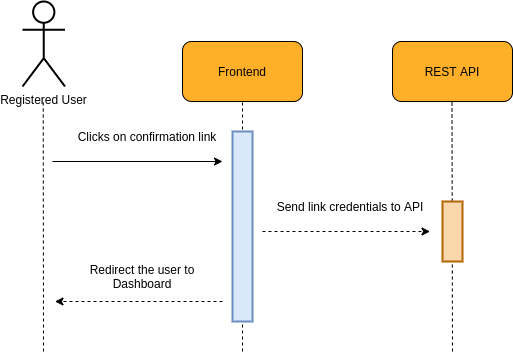 Frontend
REST API
Registered User
Clicks on confirmation link
Send link credentials to API
Redirect the user to
Dashboard